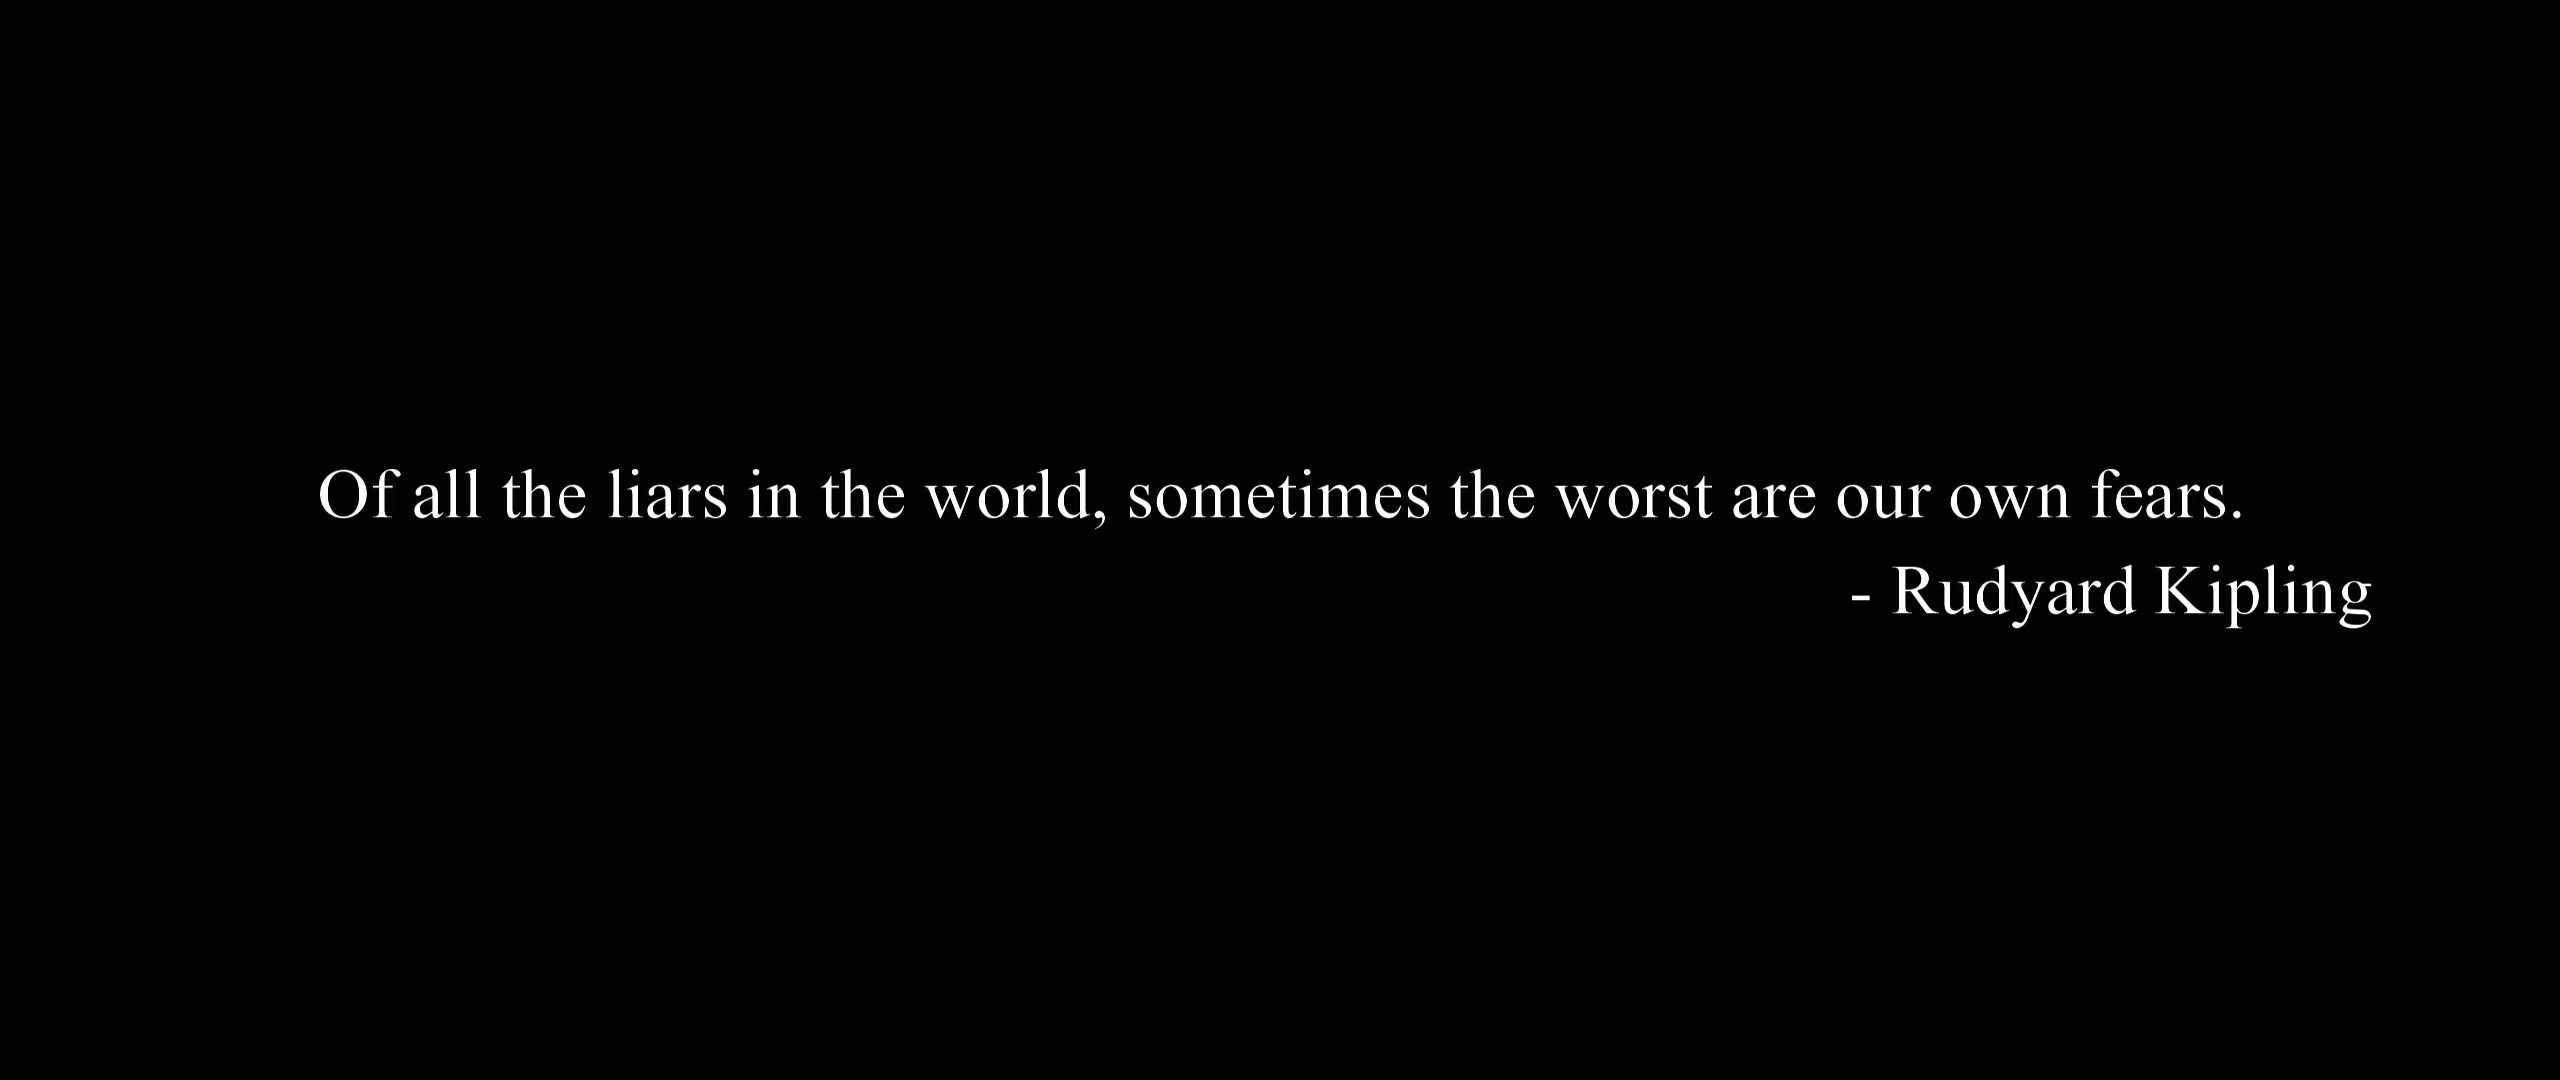 Of all the liars in the world, sometimes the worst are our own fears.
- Rudyard Kipling